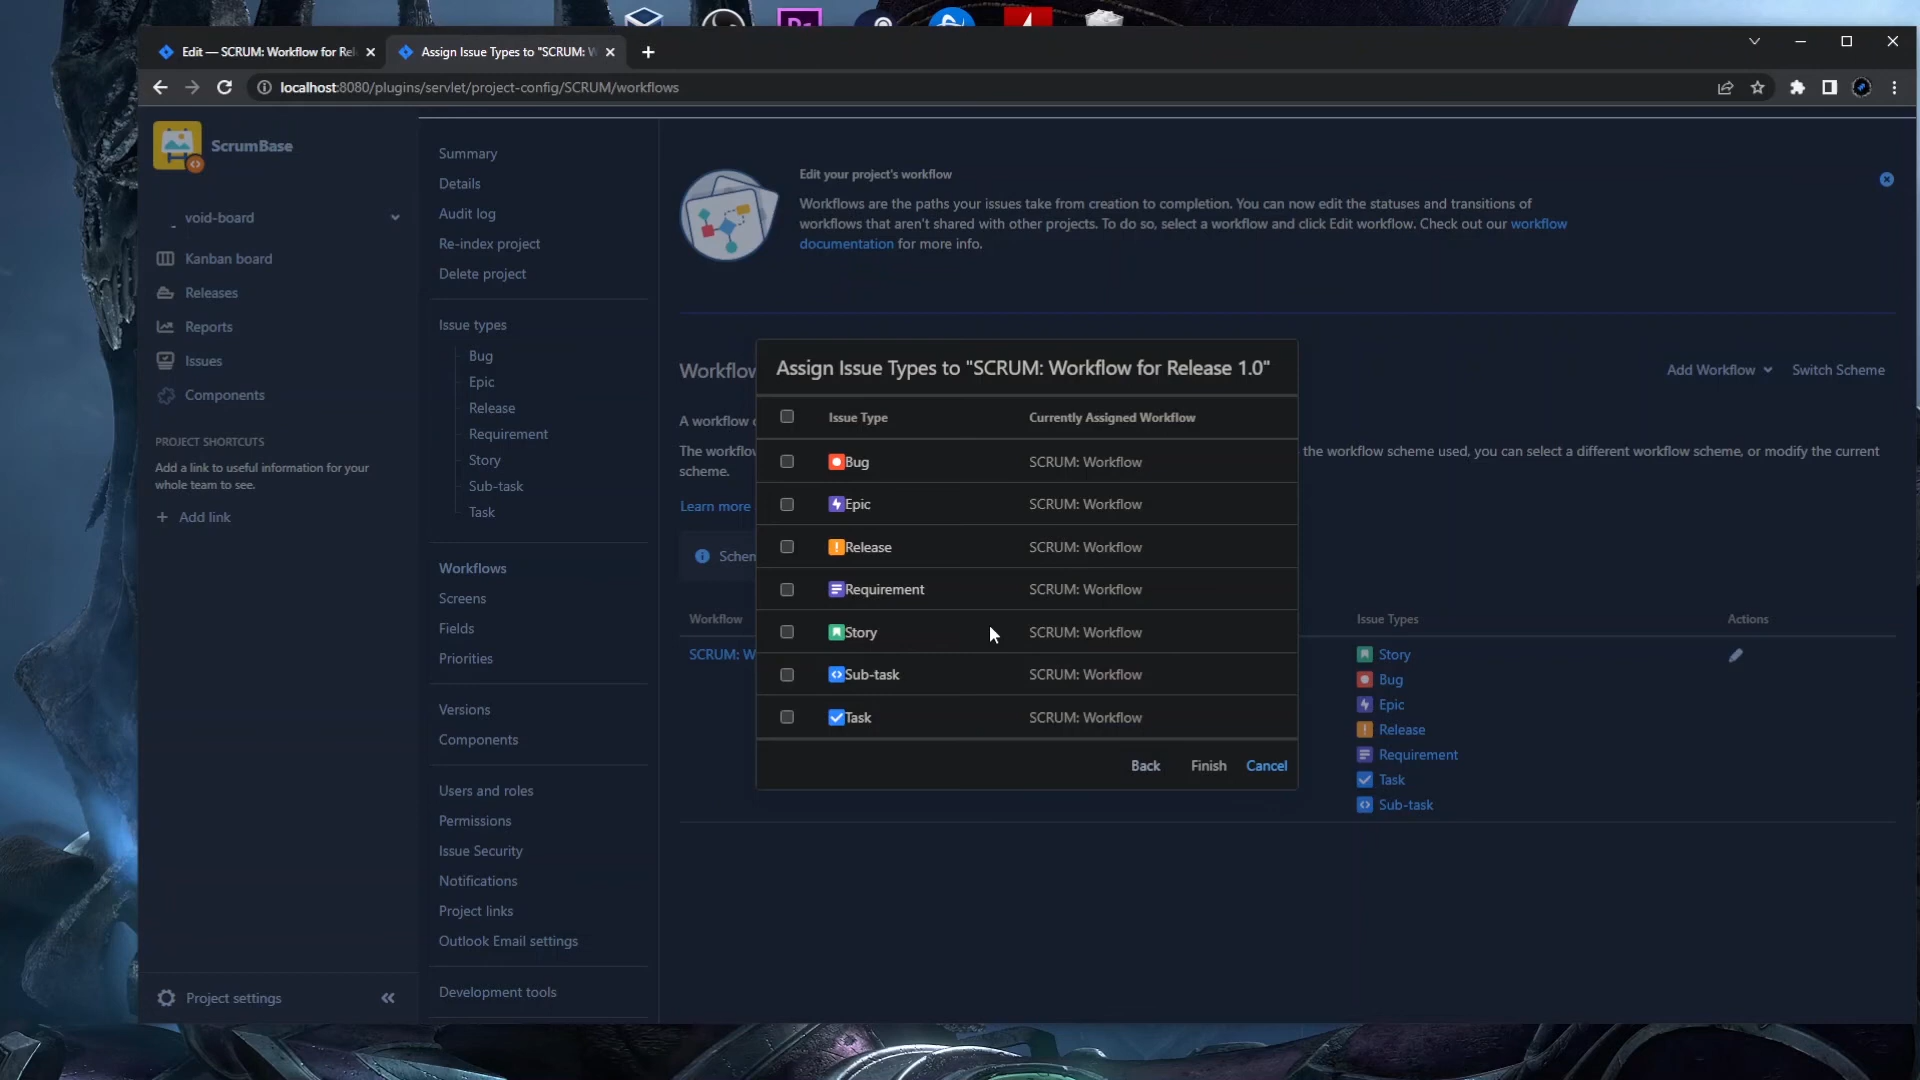 Pr
Edit — SCRUM: Workflow for Rel
Assign Issue Types to "SCRUM: W
localhost:8080/plugins/servlet/project-config/SCRUM/workflows
ScrumBase
void-board
Kanban board
Releases
Reports
Issues
Components
PROJECT SHORTCUTS
Add a link to useful information for your
whole team to see.
Add link
Project settings
Summary
Details
Audit log
Re-index project
Delete project
Issue types
Bug
Epic
Release
Requirement
Story
Sub-task
Task
Workflows
Screens
Fields
Priorities
Versions
Components
Users and roles
Permissions
Issue Security
Notifications
Project links
Outlook Email settings
Development tools
Edit your project's workflow
Workflows are the paths your issues take from creation to completion. You can now edit the statuses and transitions of
workflows that aren't shared with other projects. To do so, select a workflow and click Edit workflow. Check out our workflow
documentation for more info.
Workflow
Add Workflow
Switch Scheme
A workflow
The workflow
the workflow scheme used, you can select a different workflow scheme, or modify the current
scheme.
Learn more
Schem
Workflow
Issue Types
Actions
SCRUM: W
Story
Bug
Epic
Release
Requirement
Task
Sub-task
Assign Issue Types to "SCRUM: Workflow for Release 1.0"
Issue Type Currently Assigned Workflow
Bug SCRUM: Workflow
Epic SCRUM: Workflow
Release SCRUM: Workflow
Requirement SCRUM: Workflow
Story SCRUM: Workflow
Sub-task SCRUM: Workflow
Task SCRUM: Workflow
Back Finish Cancel